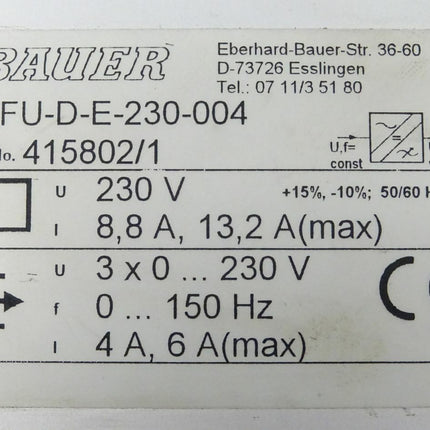 BAUER
Eberhard-Bauer-Str. 36-60
D-73726 Esslingen
Tel.: 07 11/3 51 80
FU-D-E-230-004
No. 415802/1
U,f=
const
U 230 V +15%, -10%; 50/60 H
I 8,8 A, 13,2 A(max)
U 3 x 0 ... 230 V
f 0 ... 150 Hz
I 4 A, 6 A(max)
CE